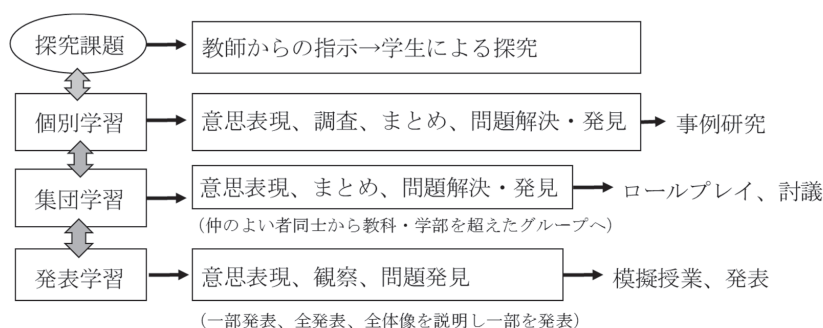 探究課題
教師からの指示→学生による探究
個別学習
意思表現、調査、まとめ、問題解決・発見
事例研究
集団学習
意思表現、まとめ、問題解決・発見
ロールプレイ、討議
（仲のよい者同士から教科・学部を超えたグループへ）
発表学習
意思表現、観察、問題発見
模擬授業、発表
（一部発表、全発表、全体像を説明し一部を発表）